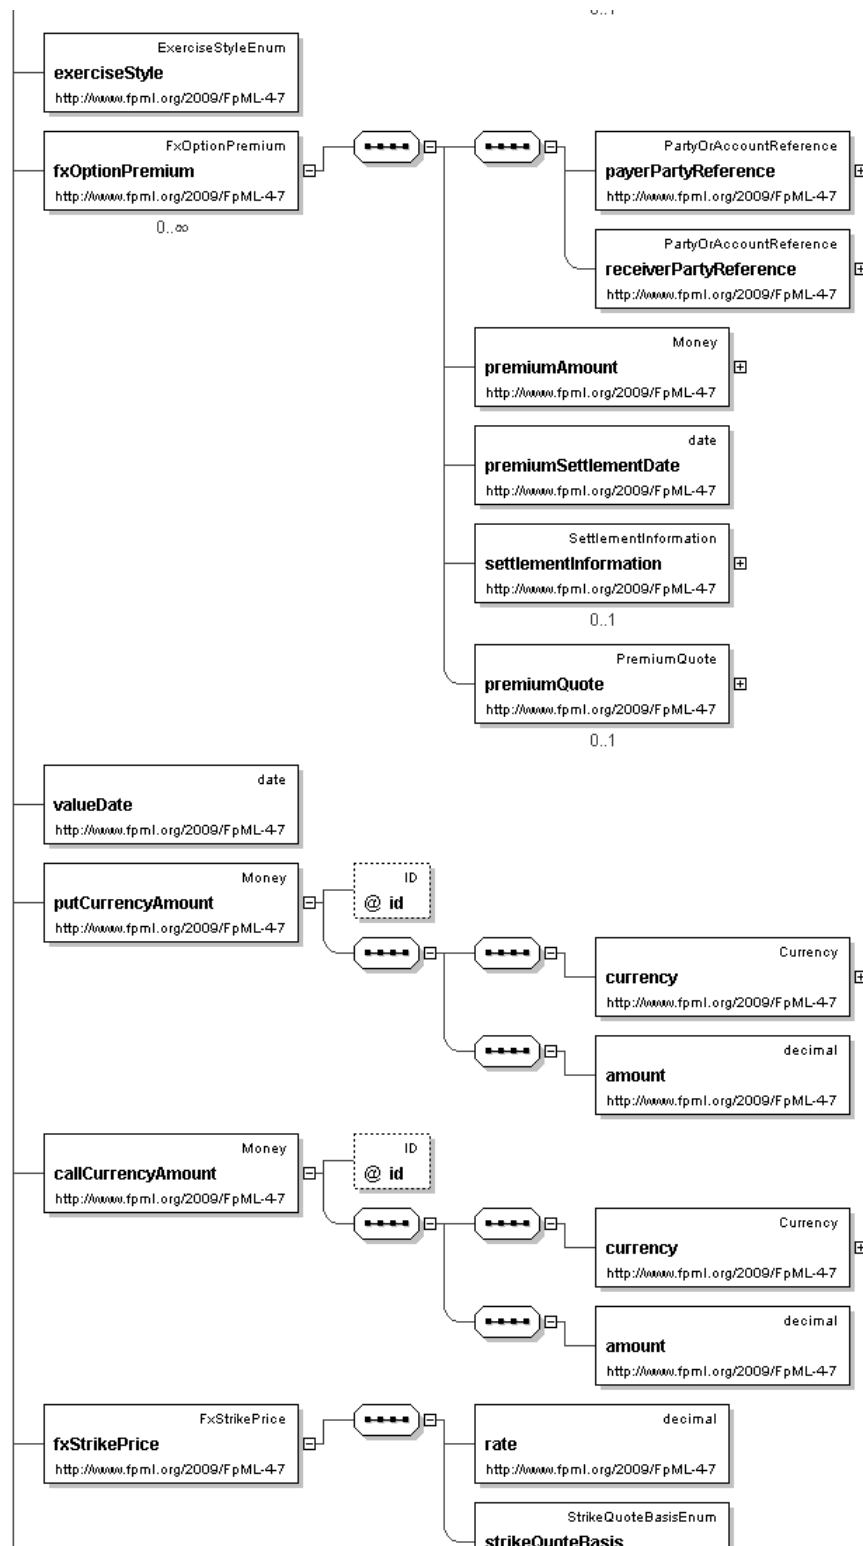 0..1
ExerciseStyleEnum
exerciseStyle
http://www.fpml.org/2009/FpML-4-7
FxOptionPremium
fxOptionPremium
http://www.fpml.org/2009/FpML-4-7
0..∞
PartyOrAccountReference
payerPartyReference
http://www.fpml.org/2009/FpML-4-7
PartyOrAccountReference
receiverPartyReference
http://www.fpml.org/2009/FpML-4-7
Money
premiumAmount
http://www.fpml.org/2009/FpML-4-7
date
premiumSettlementDate
http://www.fpml.org/2009/FpML-4-7
SettlementInformation
settlementInformation
http://www.fpml.org/2009/FpML-4-7
0..1
PremiumQuote
premiumQuote
http://www.fpml.org/2009/FpML-4-7
0..1
date
valueDate
http://www.fpml.org/2009/FpML-4-7
Money
putCurrencyAmount
http://www.fpml.org/2009/FpML-4-7
ID
@ id
Currency
currency
http://www.fpml.org/2009/FpML-4-7
decimal
amount
http://www.fpml.org/2009/FpML-4-7
Money
callCurrencyAmount
http://www.fpml.org/2009/FpML-4-7
ID
@ id
Currency
currency
http://www.fpml.org/2009/FpML-4-7
decimal
amount
http://www.fpml.org/2009/FpML-4-7
FxStrikePrice
fxStrikePrice
http://www.fpml.org/2009/FpML-4-7
decimal
rate
http://www.fpml.org/2009/FpML-4-7
StrikeQuoteBasisEnum
strikeQuoteBasis